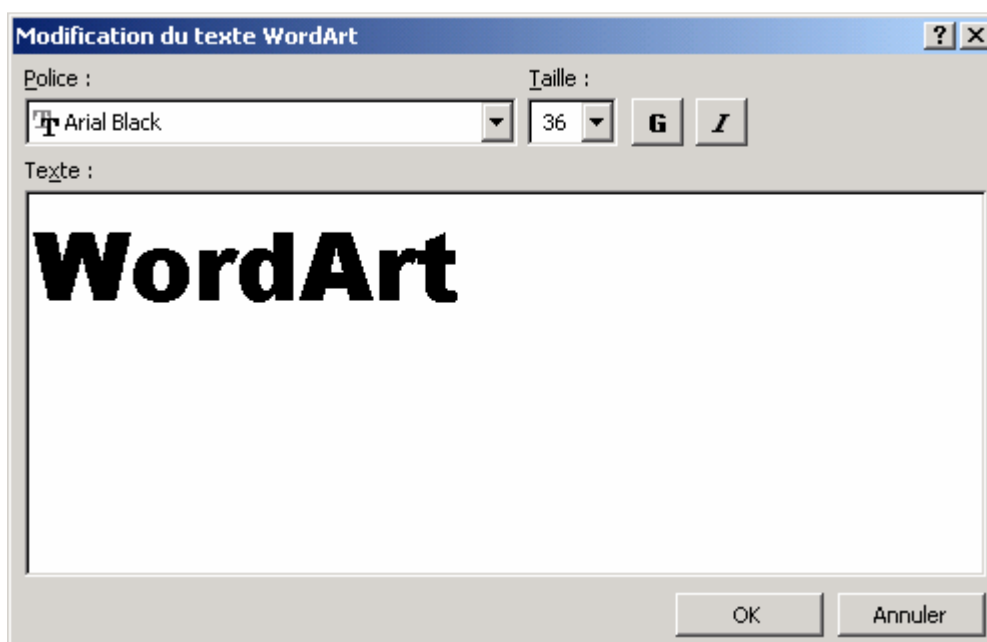 Modification du texte WordArt
Police :
Taille :
Arial Black
36
G
I
Texte :
WordArt
OK
Annuler